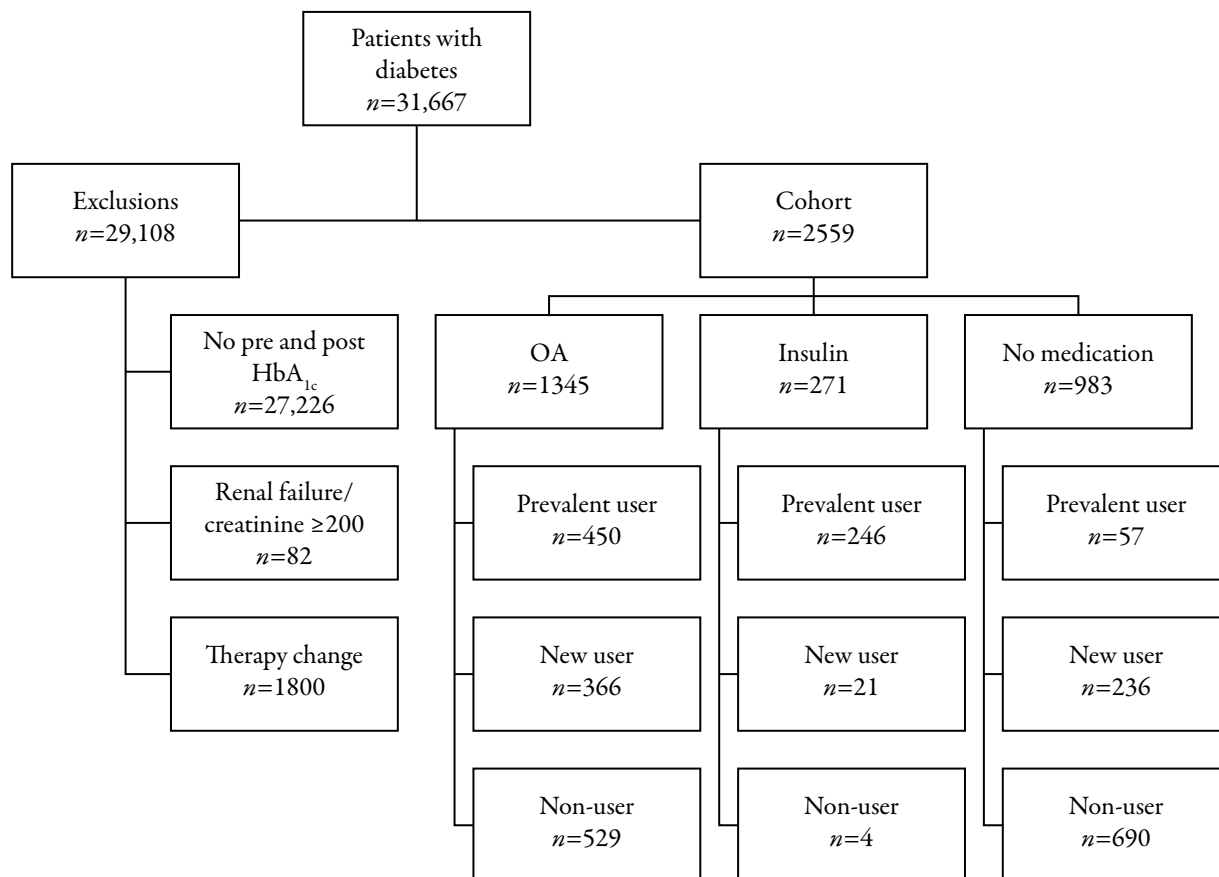 Patients with
diabetes
n=31,667
Exclusions
n=29,108
Cohort
n=2559
No pre and post
HbA1c
n=27,226
Renal failure/
creatinine ≥200
n=82
Therapy change
n=1800
OA
n=1345
Prevalent user
n=450
New user
n=366
Non-user
n=529
Insulin
n=271
Prevalent user
n=246
New user
n=21
Non-user
n=4
No medication
n=983
Prevalent user
n=57
New user
n=236
Non-user
n=690